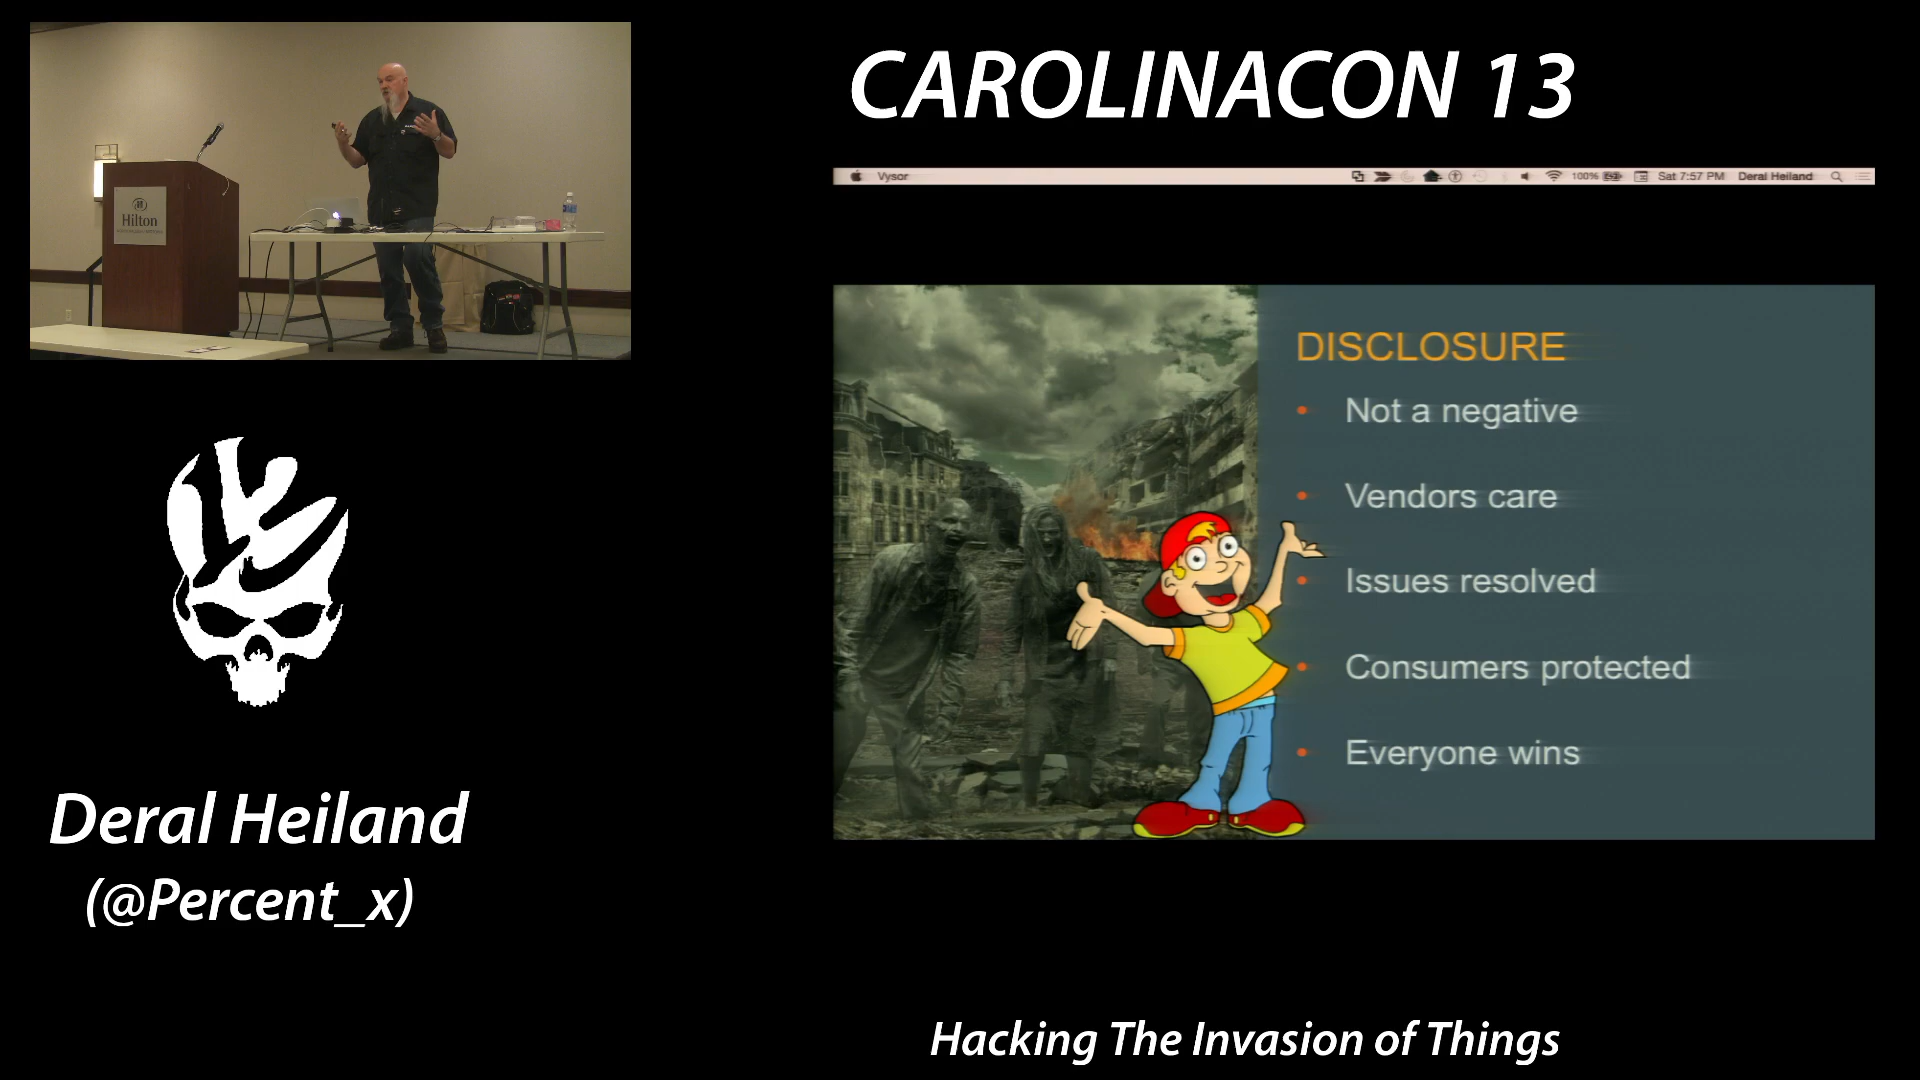 CAROLINACON 13
Vysor
100%
Sat 7:57 PM Deral Heiland
Hilton
DISCLOSURE
• Not a negative
• Vendors care
• Issues resolved
• Consumers protected
• Everyone wins
Deral Heiland
(@Percent_x)
Hacking The Invasion of Things